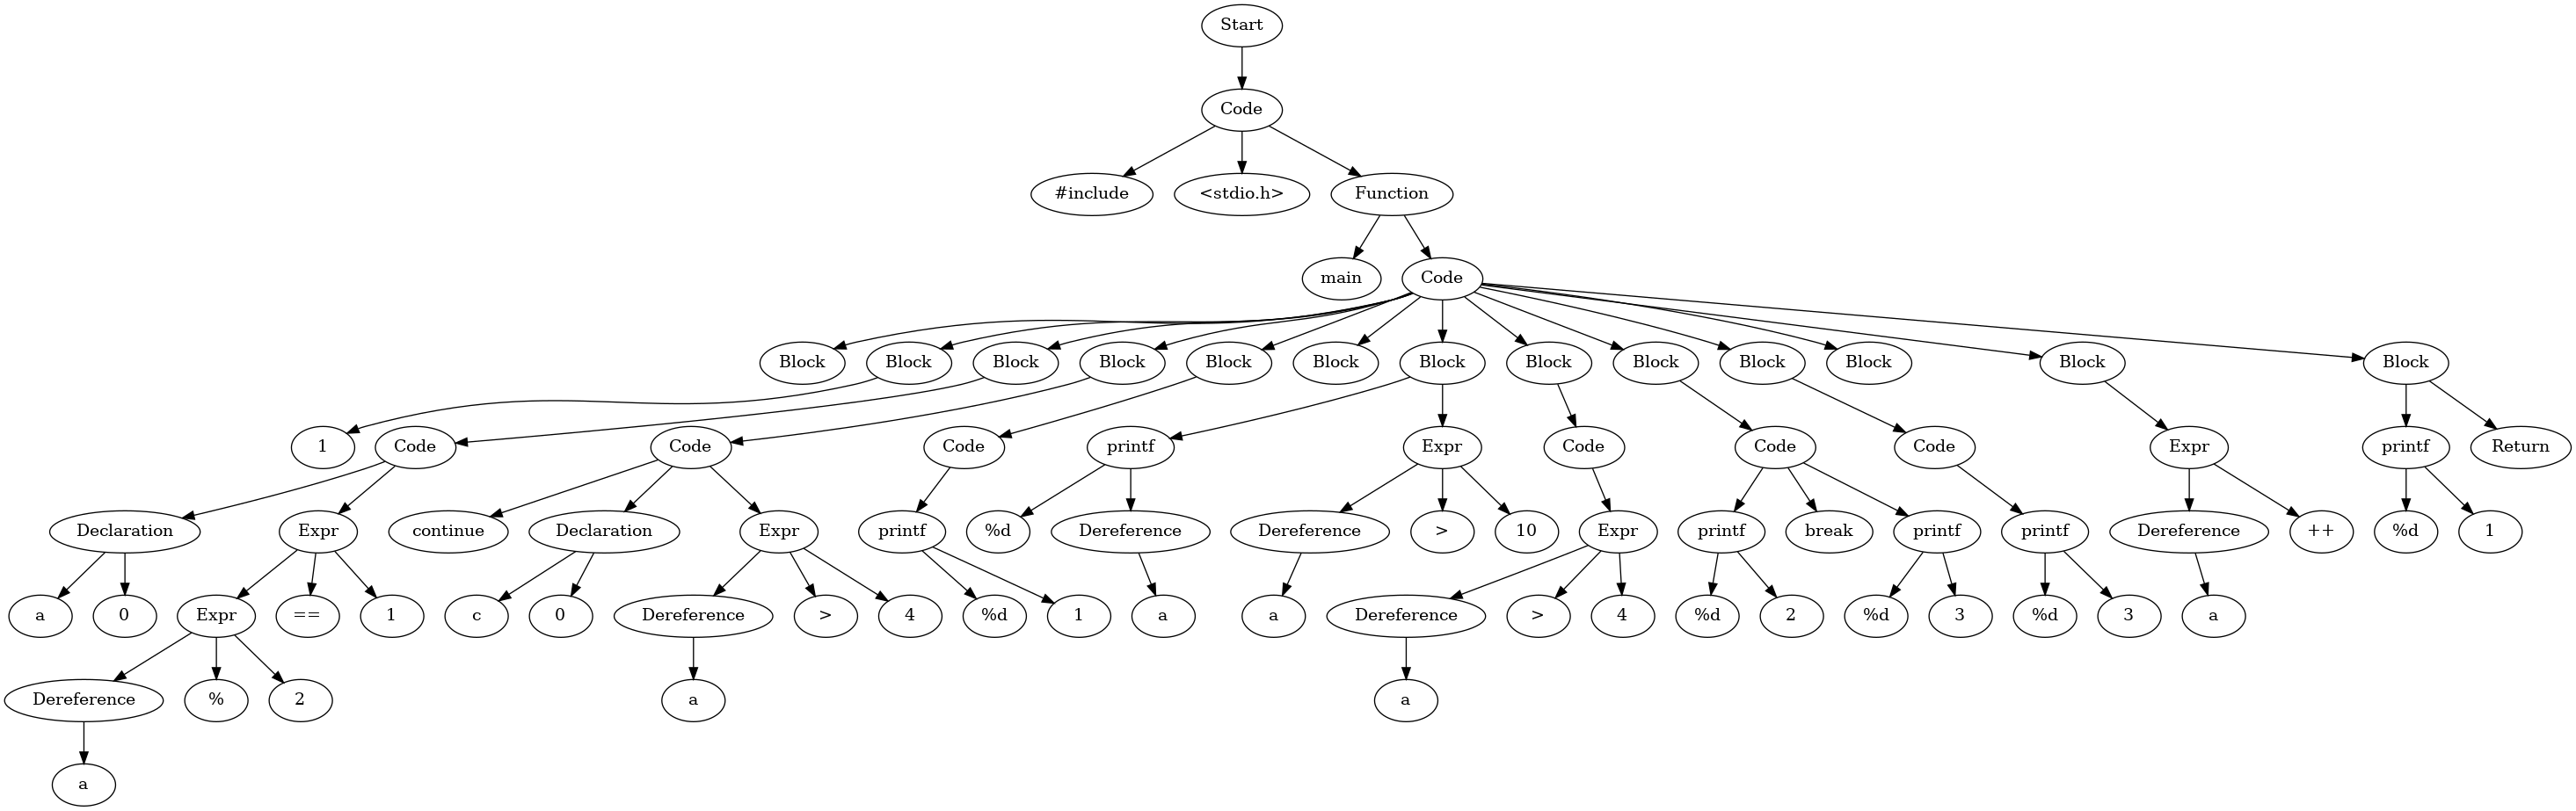 Start
Code
#include <stdio.h> Function
main Code
Block Block Block Block Block Block Block Block Block Block Block Block Block
1 Code Code Code printf Expr Code Code Code Expr printf Return
Declaration Expr continue Declaration Expr printf %d Dereference Dereference > 10 Expr printf break printf printf Dereference ++ %d 1
a 0 Expr == 1 c 0 Dereference > 4 %d 1 a a Dereference > 4 %d 2 %d 3 %d 3 a
Dereference % 2 a a
a